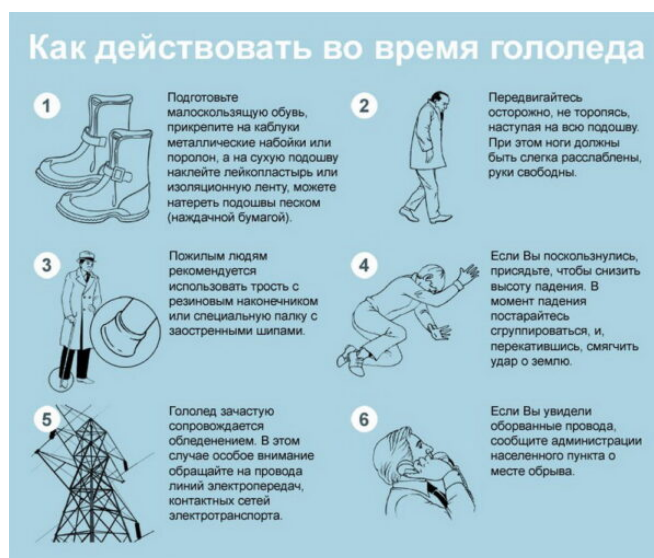 Как действовать во время гололеда
1
Подготовьте
малоскользящую обувь,
прикрепите на каблуки
металлические набойки или
поролон, а на сухую подошву
наклейте лейкопластырь или
изоляционную ленту, можете
натереть подошвы песком
(наждачной бумагой).
2
Передвигайтесь
осторожно, не торопясь,
наступая на всю подошву.
При этом ноги должны
быть слегка расслаблены,
руки свободны.
3
Пожилым людям
рекомендуется
использовать трость с
резиновым наконечником
или специальную палку с
заостренными шипами.
4
Если Вы поскользнулись,
присядьте, чтобы снизить
высоту падения. В
момент падения
постарайтесь
сгруппироваться, и,
перекатившись, смягчить
удар о землю.
5
Гололед зачастую
сопровождается
обледенением. В этом
случае особое внимание
обращайте на провода
линий электропередач,
контактных сетей
электротранспорта.
6
Если Вы увидели
оборванные провода,
сообщите администрации
населенного пункта о
месте обрыва.